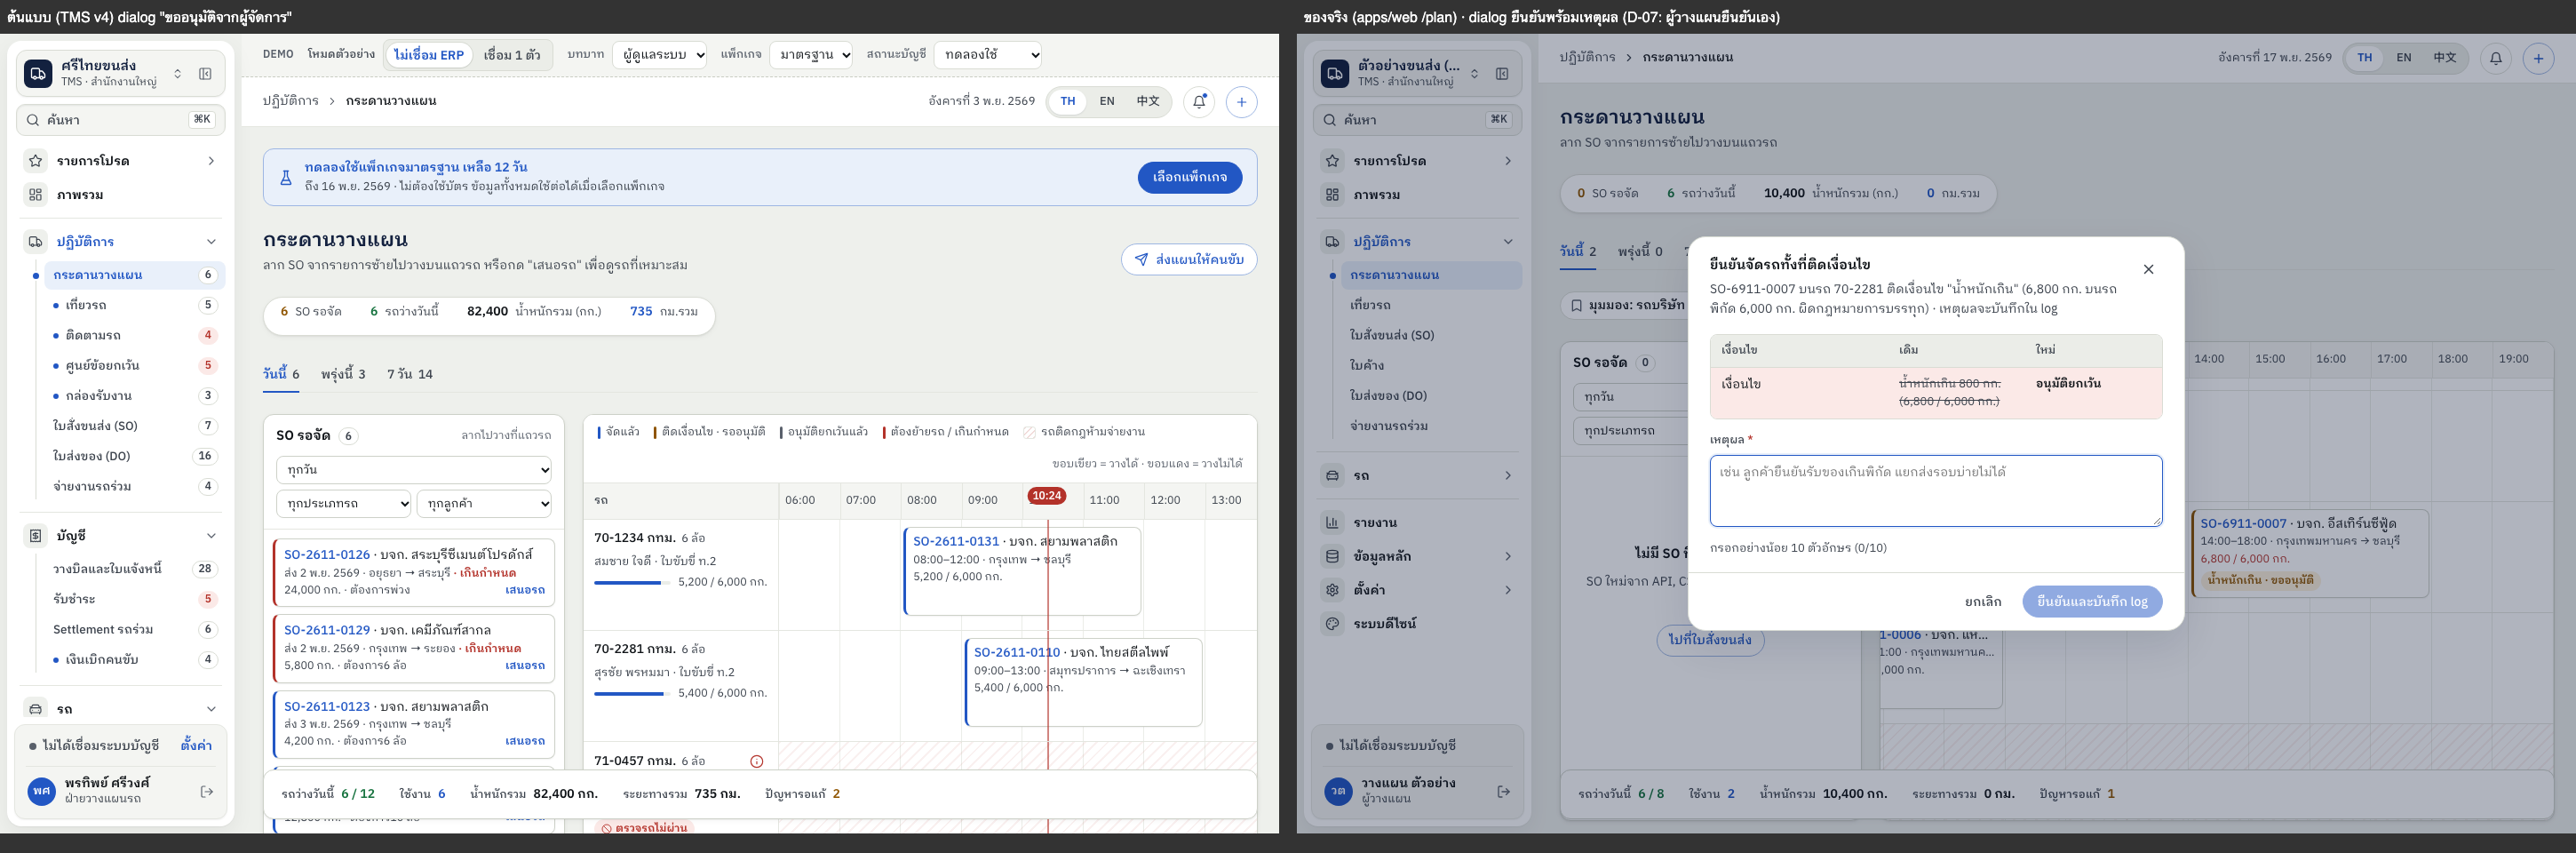 ต้นแบบ (TMS v4) dialog "ขออนุมัติจากผู้จัดการ"
ศรีไทยขนส่ง
TMS · สำนักงานใหญ่
ค้นหา ⌘K
รายการโปรด
ภาพรวม
ปฏิบัติการ
กระดานวางแผน 6
เที่ยวรถ 5
ติดตามรถ 4
ศูนย์ข้อยกเว้น 5
กล่องรับงาน 3
ใบสั่งขนส่ง (SO) 7
ใบส่งของ (DO) 16
จ่ายงานรถร่วม 4
บัญชี
วางบิลและใบแจ้งหนี้ 28
รับชำระ 5
Settlement รถร่วม 6
เงินเบิกคนขับ 4
รถ
ไม่ได้เชื่อมระบบบัญชี ตั้งค่า
พศ พรทิพย์ ศรีวงศ์
ฝ่ายวางแผนรถ
DEMO โหมดตัวอย่าง ไม่เชื่อม ERP เชื่อม 1 ตัว บทบาท ผู้ดูแลระบบ แพ็กเกจ มาตรฐาน สถานะบัญชี ทดลองใช้
ปฏิบัติการ > กระดานวางแผน อังคารที่ 3 พ.ย. 2569 TH EN 中文
ทดลองใช้แพ็กเกจมาตรฐาน เหลือ 12 วัน
ถึง 16 พ.ย. 2569 · ไม่ต้องใช้บัตร ข้อมูลทั้งหมดใช้ต่อได้เมื่อเลือกแพ็กเกจ
เลือกแพ็กเกจ
กระดานวางแผน
ลาก SO จากรายการซ้ายไปวางบนแถวรถ หรือกด "เสนอรถ" เพื่อดูรถที่เหมาะสม
ส่งแผนให้คนขับ
6 SO รอจัด 6 รถว่างวันนี้ 82,400 น้ำหนักรวม (กก.) 735 กม.รวม
วันนี้ 6 พรุ่งนี้ 3 7 วัน 14
SO รอจัด 6 ลากไปวางที่แถวรถ
ทุกวัน
ทุกประเภทรถ ทุกลูกค้า
SO-2611-0126 · บจก. สระบุรีซีเมนต์โปรดักส์
ส่ง 2 พ.ย. 2569 · อยุธยา → สระบุรี · เกินกำหนด
24,000 กก. · ต้องการพ่วง เสนอรถ
SO-2611-0129 · บจก. เคมีภัณฑ์สากล
ส่ง 2 พ.ย. 2569 · กรุงเทพ → ระยอง · เกินกำหนด
5,800 กก. · ต้องการ6 ล้อ เสนอรถ
SO-2611-0123 · บจก. สยามพลาสติก
ส่ง 3 พ.ย. 2569 · กรุงเทพ → ชลบุรี
4,200 กก. · ต้องการ6 ล้อ เสนอรถ
จัดแล้ว ติดเงื่อนไข · รออนุมัติ อนุมัติยกเว้นแล้ว ต้องย้ายรถ / เกินกำหนด รถติดกฎห้ามจ่ายงาน
ขอบเขียว = วางได้ · ขอบแดง = วางไม่ได้
รถ 06:00 07:00 08:00 09:00 10:24 11:00 12:00 13:00
70-1234 กทม. 6 ล้อ
สมชาย ใจดี · ใบขับขี่ ท.2
5,200 / 6,000 กก.
SO-2611-0131 · บจก. สยามพลาสติก
08:00–12:00 · กรุงเทพ → ชลบุรี
5,200 / 6,000 กก.
70-2281 กทม. 6 ล้อ
สุรชัย พรหมมา · ใบขับขี่ ท.2
5,400 / 6,000 กก.
SO-2611-0110 · บจก. ไทยสตีลไพพ์
09:00–13:00 · สมุทรปราการ → ฉะเชิงเทรา
5,400 / 6,000 กก.
71-0457 กทม. 6 ล้อ
รถว่างวันนี้ 6 / 12 ใช้งาน 6 น้ำหนักรวม 82,400 กก. ระยะทางรวม 735 กม. ปัญหารอแก้ 2
ตรวจรถไม่ผ่าน
ของจริง (apps/web /plan) · dialog ยืนยันพร้อมเหตุผล (D-07: ผู้วางแผนยืนยันเอง)
ตัวอย่างขนส่ง (...
TMS · สำนักงานใหญ่
ค้นหา ⌘K
รายการโปรด
ภาพรวม
ปฏิบัติการ
กระดานวางแผน
เที่ยวรถ
ใบสั่งขนส่ง (SO)
ใบค้าง
ใบส่งของ (DO)
จ่ายงานรถร่วม
รถ
รายงาน
ข้อมูลหลัก
ตั้งค่า
ระบบดีไซน์
ไม่ได้เชื่อมระบบบัญชี
วต วางแผน ตัวอย่าง
ผู้วางแผน
ปฏิบัติการ > กระดานวางแผน อังคารที่ 17 พ.ย. 2569 TH EN 中文
กระดานวางแผน
ลาก SO จากรายการซ้ายไปวางบนแถวรถ
0 SO รอจัด 6 รถว่างวันนี้ 10,400 น้ำหนักรวม (กก.) 0 กม.รวม
วันนี้ 2 พรุ่งนี้ 0
มุมมอง: รถบริษัท
SO รอจัด 0
ทุกวัน
ทุกประเภทรถ
ไม่มี SO
SO ใหม่จาก API,
ไปที่ใบสั่งขนส่ง
14:00 15:00 16:00 17:00 18:00 19:00
SO-6911-0007 · บจก. อีสเทิร์นซีฟู้ด
14:00–18:00 · กรุงเทพมหานคร → ชลบุรี
6,800 / 6,000 กก.
น้ำหนักเกิน · ขออนุมัติ
1-0006 · บจก. แห...
1:00 · กรุงเทพมหานค...
,000 กก.
ยืนยันจัดรถทั้งที่ติดเงื่อนไข
SO-6911-0007 บนรถ 70-2281 ติดเงื่อนไข "น้ำหนักเกิน" (6,800 กก. บนรถ
พิกัด 6,000 กก. ผิดกฎหมายการบรรทุก) · เหตุผลจะบันทึกใน log
เงื่อนไข เดิม ใหม่
เงื่อนไข น้ำหนักเกิน 800 กก. อนุมัติยกเว้น
(6,800 / 6,000 กก.)
เหตุผล *
เช่น ลูกค้ายืนยันรับของเกินพิกัด แยกส่งรอบบ่ายไม่ได้
กรอกอย่างน้อย 10 ตัวอักษร (0/10)
ยกเลิก ยืนยันและบันทึก log
รถว่างวันนี้ 6 / 8 ใช้งาน 2 น้ำหนักรวม 10,400 กก. ระยะทางรวม 0 กม. ปัญหารอแก้ 1